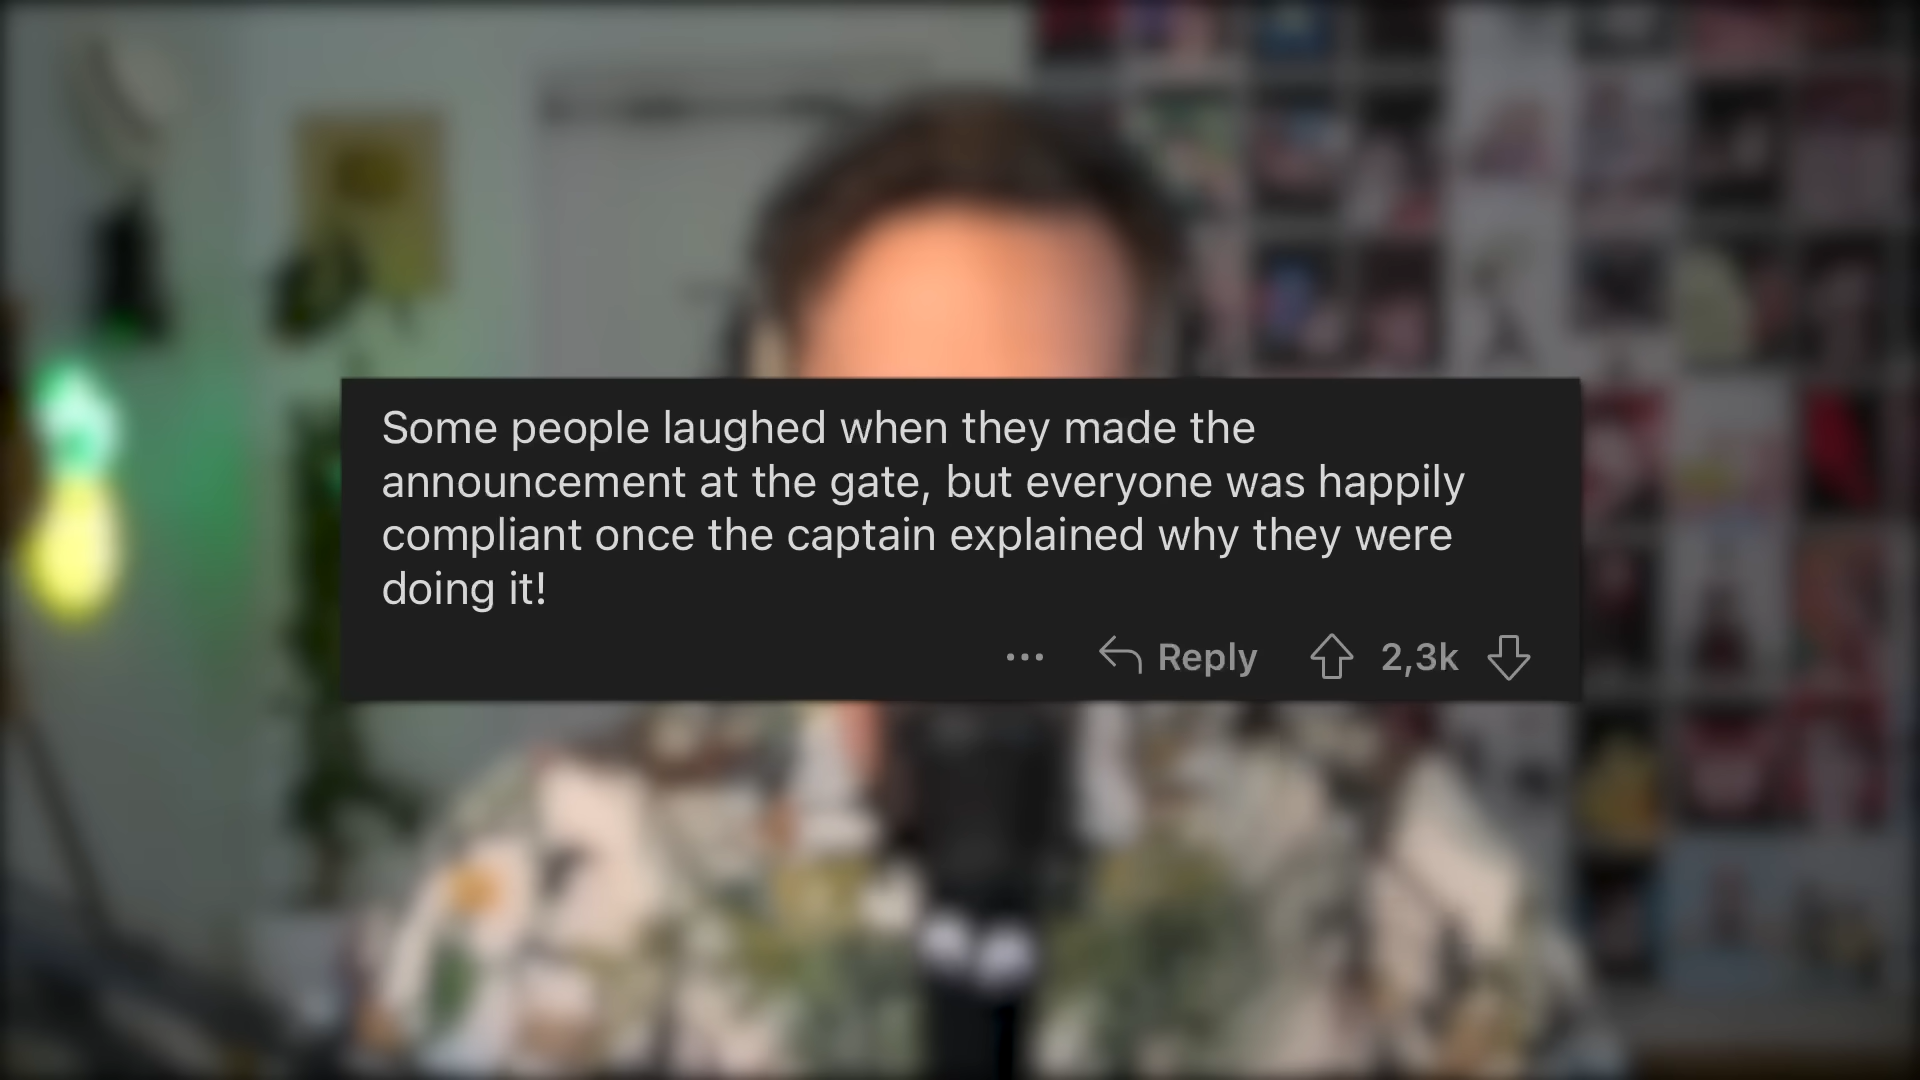 Some people laughed when they made the
announcement at the gate, but everyone was happily
compliant once the captain explained why they were
doing it!
... Reply 2,3k